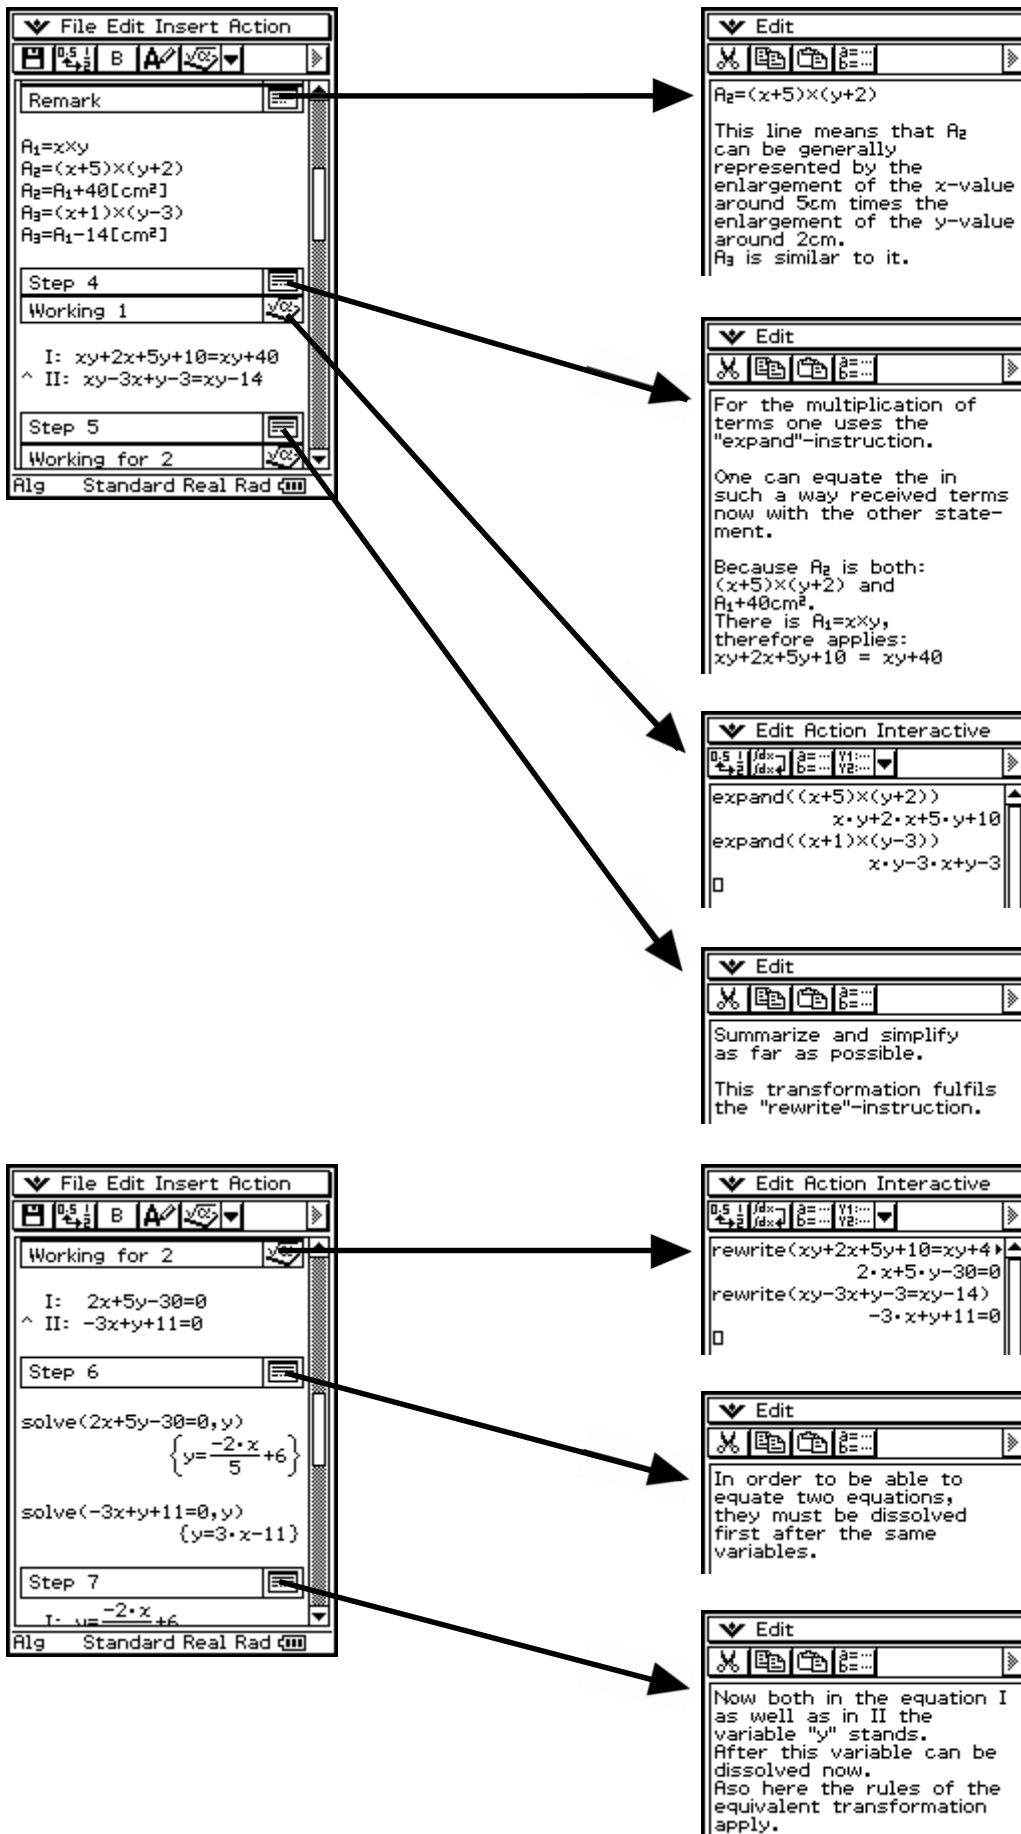 File Edit Insert Action
B
Remark
A₁=x×y
A₂=(x+5)×(y+2)
A₂=A₁+40[cm²]
A₃=(x+1)×(y-3)
A₃=A₁-14[cm²]
Step 4
Working 1
I: xy+2x+5y+10=xy+40
^ II: xy-3x+y-3=xy-14
Step 5
Working for 2
Alg Standard Real Rad
Edit
A₂=(x+5)×(y+2)
This line means that A₂
can be generally
represented by the
enlargement of the x-value
around 5cm times the
enlargement of the y-value
around 2cm.
A₃ is similar to it.
Edit
For the multiplication of
terms one uses the
"expand"-instruction.
One can equate the in
such a way received terms
now with the other state-
ment.
Because A₂ is both:
(x+5)×(y+2) and
A₁+40cm².
There is A₁=x×y,
therefore applies:
xy+2x+5y+10 = xy+40
Edit Action Interactive
expand((x+5)×(y+2))
x·y+2·x+5·y+10
expand((x+1)×(y-3))
x·y-3·x+y-3
Edit
Summarize and simplify
as far as possible.
This transformation fulfils
the "rewrite"-instruction.
File Edit Insert Action
B
Working for 2
I: 2x+5y-30=0
^ II: -3x+y+11=0
Step 6
solve(2x+5y-30=0,y)
{y=-2·x/5+6}
solve(-3x+y+11=0,y)
{y=3·x-11}
Step 7
I: y=-2·x +6
Alg Standard Real Rad
Edit Action Interactive
rewrite(xy+2x+5y+10=xy+4
2·x+5·y-30=0
rewrite(xy-3x+y-3=xy-14)
-3·x+y+11=0
Edit
In order to be able to
equate two equations,
they must be dissolved
first after the same
variables.
Edit
Now both in the equation I
as well as in II the
variable "y" stands.
After this variable can be
dissolved now.
Aso here the rules of the
equivalent transformation
apply.